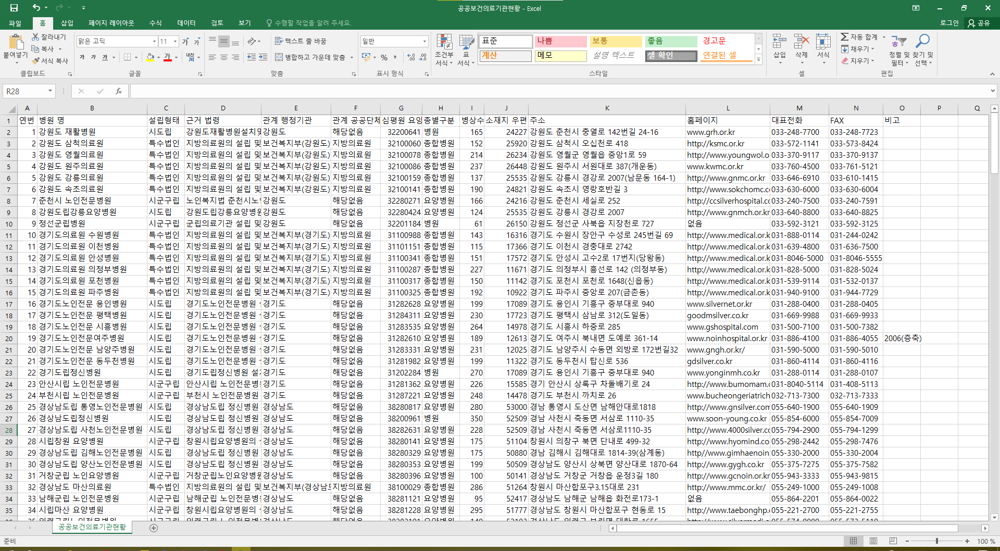 공공보건의료기관현황 - Excel
파일 홈 삽입 페이지 레이아웃 수식 데이터 검토 보기 수행할 작업을 알려 주세요. 로그인 공유
붙여넣기 잘라내기 복사 서식 복사 클립보드
맑은 고딕 11 가 가 가 가 가 가 내천 글꼴
텍스트 줄 바꿈 병합하고 가운데 맞춤 맞춤
일반 % 표시 형식
조건부 서식 표 서식 표준 나쁨 보통 좋음 경고문
계산 메모 설명 텍스트 셀 확인 연결된 셀 스타일
삽입 삭제 서식 셀
자동 합계 채우기 지우기 정렬 및 필터 찾기 및 선택 편집
R28 fx
A B C D E F G H I J K L M N O P Q
1 연번 병원 명 설립형태 근거 법령 관계 행정기관 관계 공공단체 심평원 요양 종별구분 병상수 소재지 우편 주소 홈페이지 대표전화 FAX 비고
2 1 강원도 재활병원 시도립 강원도재활병원설치및 강원도 해당없음 32200641 병원 165 24227 강원도 춘천시 충열로 142번길 24-16 www.grh.or.kr 033-248-7700 033-248-7723
3 2 강원도 삼척의료원 특수법인 지방의료원의 설립 및 보건복지부(강원도) 지방의료원 32100060 종합병원 152 25920 강원도 삼척시 오십천로 418 http://ksmc.or.kr 033-572-1141 033-573-8424
4 3 강원도 영월의료원 특수법인 지방의료원의 설립 및 보건복지부(강원도) 지방의료원 32100078 종합병원 214 26234 강원도 영월군 영월읍 중앙1로 59 http://www.youngwol.o 033-370-9117 033-370-9137
5 4 강원도 원주의료원 특수법인 지방의료원의 설립 및 보건복지부(강원도) 지방의료원 32100086 종합병원 237 26448 강원도 원주시 서원대로 387(개운동) www.kwmc.or.kr 033-760-4500 033-761-5121
6 5 강원도 강릉의료원 특수법인 지방의료원의 설립 및 보건복지부(강원도) 지방의료원 32100159 종합병원 137 25535 강원도 강릉시 경강로 2007(남문동 164-1) http://www.gnmc.or.kr 033-646-6910 033-610-1415
7 6 강원도 속초의료원 특수법인 지방의료원의 설립 및 보건복지부(강원도) 지방의료원 32100141 종합병원 190 24821 강원도 속초시 영랑호반길 3 http://www.sokchomc.c 033-630-6000 033-630-6004
8 7 춘천시 노인전문병원 시군구립 노인복지법 춘천시노인 강원도 해당없음 32280271 요양병원 166 24216 강원도 춘천시 세실로 252 http://ccsilverhospital.cc 033-240-7500 033-240-7591
9 8 강원도립강릉요양병원 시도립 강원도립강릉요양병원 강원도 해당없음 32280424 요양병원 124 25535 강원도 강릉시 경강로 2007 http://www.gnmch.or.kr 033-640-8800 033-640-8825
10 9 정선군립병원 시군구립 군립의료기관 설립 및 강원도 해당없음 32201184 병원 61 26150 강원도 정선군 사북읍 지장천로 727 없음 033-592-3121 033-592-3125
11 10 경기도의료원 수원병원 특수법인 지방의료원의 설립 및 보건복지부(경기도) 지방의료원 31100988 종합병원 143 16316 경기도 수원시 장안구 수성로 245번길 69 http://www.medical.or.k 031-888-0114 031-244-0242
12 11 경기도의료원 이천병원 특수법인 지방의료원의 설립 및 보건복지부(경기도) 지방의료원 31101151 종합병원 115 17366 경기도 이천시 경충대로 2742 http://www.medical.or.k 031-639-4800 031-636-7500
13 12 경기도의료원 안성병원 특수법인 지방의료원의 설립 및 보건복지부(경기도) 지방의료원 31100341 종합병원 151 17572 경기도 안성시 고수2로 17번지(당왕동) http://www.medical.or.k 031-8046-5000 031-8046-5555
14 13 경기도의료원 의정부병원 특수법인 지방의료원의 설립 및 보건복지부(경기도) 지방의료원 31100287 종합병원 227 11671 경기도 의정부시 흥선로 142 (의정부동) http://www.medical.or.k 031-828-5000 031-828-5024
15 14 경기도의료원 포천병원 특수법인 지방의료원의 설립 및 보건복지부(경기도) 지방의료원 31100317 종합병원 150 11142 경기도 포천시 포천로 1648(신읍동) http://www.medical.or.k 031-539-9114 031-532-0137
16 15 경기도의료원 파주병원 특수법인 지방의료원의 설립 및 보건복지부(경기도) 지방의료원 31100325 종합병원 192 10922 경기도 파주시 중앙로 207(금촌동) http://www.medical.or.k 031-940-9100 031-944-7729
17 16 경기도노인전문 용인병원 시도립 경기도노인전문병원 경기도 해당없음 31282628 요양병원 199 17089 경기도 용인시 기흥구 중부대로 940 www.silvernet.or.kr 031-288-0400 031-288-0405
18 17 경기도노인전문 평택병원 시도립 경기도노인전문병원 경기도 해당없음 31284311 요양병원 230 17723 경기도 평택시 삼남로 312(도일동) goodmsilver.co.kr 031-669-9988 031-669-9933
19 18 경기도노인전문 시흥병원 시도립 경기도노인전문병원 경기도 해당없음 31283535 요양병원 264 14978 경기도 시흥시 하중로 285 www.gshospital.com 031-500-7100 031-500-7382
20 19 경기도노인전문여주병원 시도립 경기도노인전문병원 경기도 해당없음 31282610 요양병원 189 12613 경기도 여주시 북내면 도예로 361-14 www.noinhospital.or.kr 031-886-4100 031-886-4055 2006(증축)
21 20 경기도노인전문 남양주병원 시도립 경기도노인전문병원 경기도 해당없음 31283331 요양병원 231 12025 경기도 남양주시 수동면 외방로 172번길32 www.gngh.or.kr/ 031-590-5000 031-590-5010
22 21 경기도노인전문 동두천병원 시도립 경기도노인전문병원 경기도 해당없음 31281982 요양병원 199 11322 경기도 동두천시 탑신로 536 gdsilver.co.kr 031-860-4114 031-860-4116
23 22 경기도립정신병원 시도립 경기도립정신병원 설치 경기도 해당없음 31202284 병원 270 17089 경기도 용인시 기흥구 중부대로 940 www.yonginmh.co.kr 031-288-0114 031-288-0107
24 23 안산시립 노인전문병원 시군구립 안산시립 노인전문병원 경기도 해당없음 31281362 요양병원 226 15585 경기 안산시 상록구 차돌배기로 24 http://www.bumomam.c 031-8040-5114 031-408-5113
25 24 부천시립 노인전문병원 시군구립 부천시 노인전문병원 경기도 해당없음 31287221 요양병원 248 14478 경기도 부천시 까치로 26 www.bucheongeriatrich 032-713-7300 032-713-7333
26 25 경상남도립 통영노인전문병원 시도립 경상남도립 정신병원 경상남도 해당없음 38280817 요양병원 280 53000 경남 통영시 도산면 남해안대로1818 http://www.gnsilver.com 055-640-1900 055-640-1909
27 26 경상남도립정신병원 시도립 경상남도립 정신병원 경상남도 해당없음 38200961 병원 350 52509 경남 사천시 축동면 서삼로 1110-35 www.soon-young.co.kr 055-854-6000 055-854-7009
28 27 경상남도립 사천노인전문병원 시도립 경상남도립 정신병원 경상남도 해당없음 38282631 요양병원 228 52509 경남 사천시 축동면 서삼로1110-35 http://www.4000silver.cc 055-794-2900 055-794-1299
29 28 시립창원 요양병원 시군구립 창원시립요양병원의 경상남도 해당없음 38280141 요양병원 175 51104 창원시 의창구 북면 단내로 499-32 http://www.hyomind.co 055-298-2442 055-298-7476
30 29 경상남도립 김해노인전문병원 시도립 경상남도립 정신병원 경상남도 해당없음 38280329 요양병원 175 50880 경남 김해시 김해대로 1814-39(삼계동) http//www.gimhaenoin 055-330-2000 055-330-2004
31 30 경상남도립 양산노인전문병원 시도립 경상남도립 정신병원 경상남도 해당없음 38280353 요양병원 199 50509 경상남도 양산시 상북면 양산대로 1870-64 http://www.gygh.co.kr 055-375-7275 055-375-7582
32 31 거창군립 노인요양병원 시군구립 거창군립노인요양병원 경상남도 해당없음 38280396 요양병원 100 50141 경상남도 거창군 거창읍 운정3길 180 http://www.gcnoin.or.kr 055-943-3333 055-943-9815
33 32 경상남도 마산의료원 특수법인 지방의료원의 설립 및 보건복지부(경상남도 지방의료원 38100029 종합병원 286 51264 창원시 마산합포구3.15대로 231 http://www.mmc.or.kr/ 055-249-1000 055-249-1008
34 33 남해군립 노인전문병원 시군구립 남해군립 노인전문병원 경상남도 해당없음 38281121 요양병원 95 52417 경상남도 남해군 남해읍 화전로173-1 없음 055-864-2201 055-864-0022
35 34 시립마산 요양병원 시군구립 창원시립요양병원의 경상남도 해당없음 38281228 요양병원 295 51777 경상남도 창원시 마산합포구 현동로 15 http://www.taebonghp.c 055-221-2700 055-221-2755
공공보건의료기관현황
준비 100 %